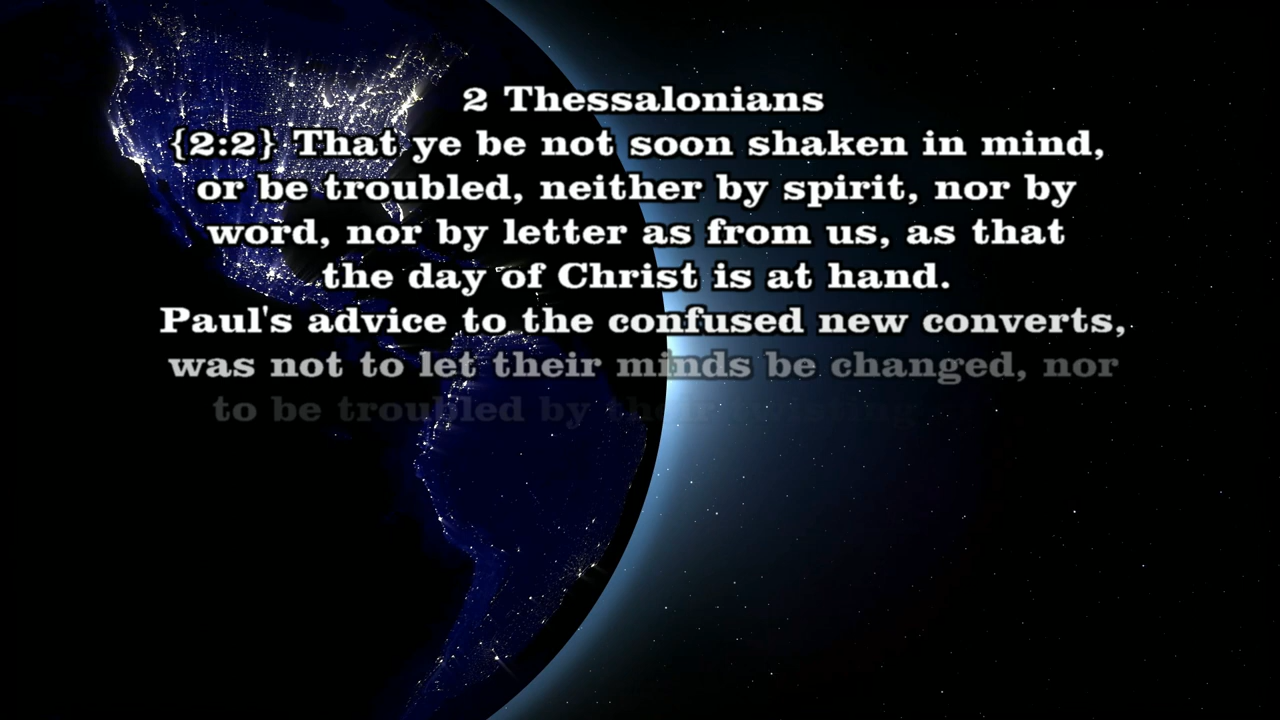 2 Thessalonians
{2:2} That ye be not soon shaken in mind,
or be troubled, neither by spirit, nor by
word, nor by letter as from us, as that
the day of Christ is at hand.
Paul's advice to the confused new converts,
was not to let their minds be changed, nor
to be troubled by their twisting